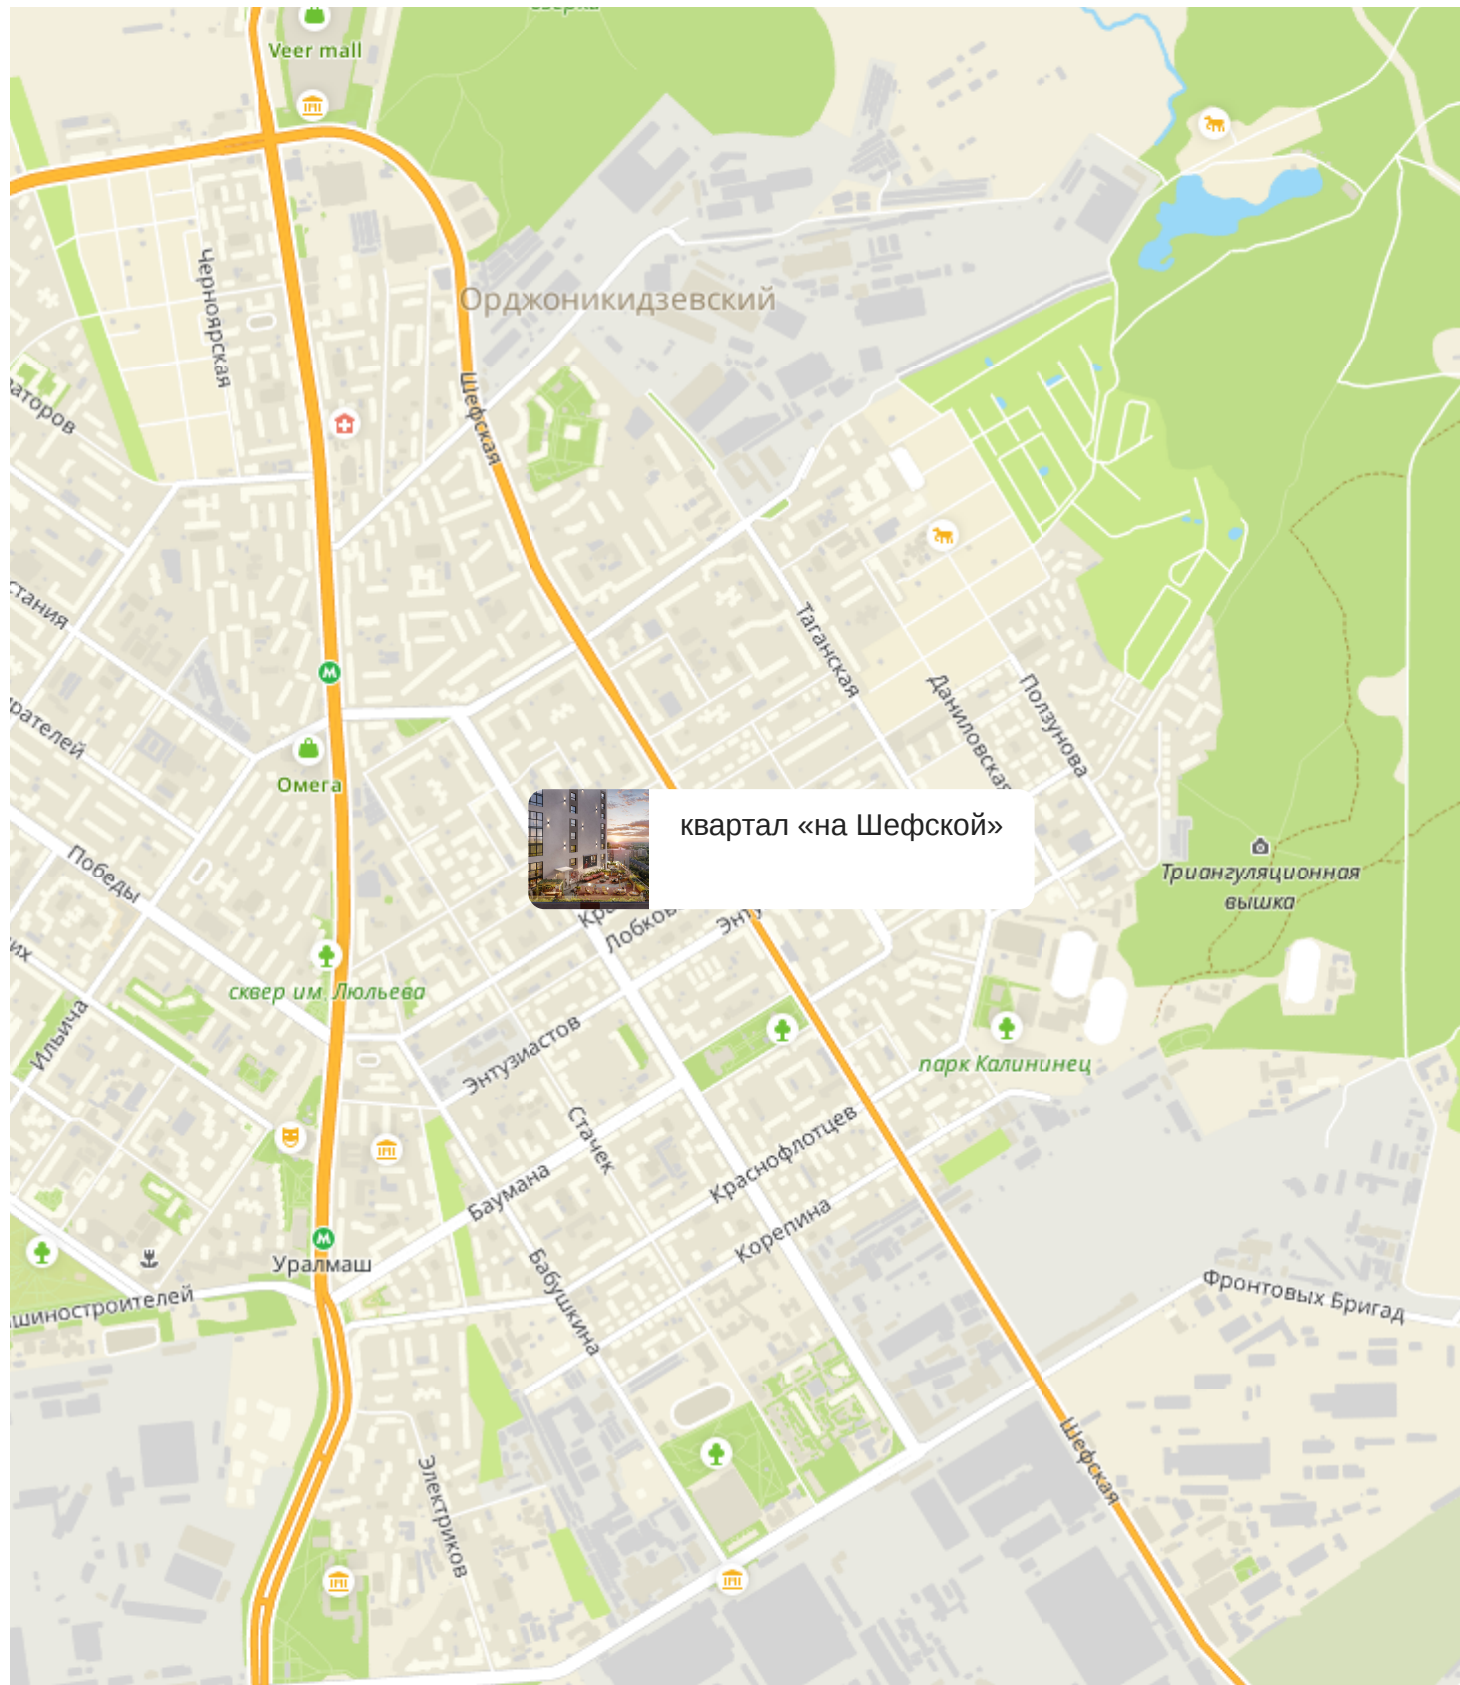 Veer mall
Черноярская
Орджоникидзевский
Шефская
Таганская
Даниловская
Ползунова
М
Омега
квартал «на Шефской»
Победы
Триангуляционная
вышка
сквер им. Люльева
Ильича
Энтузиастов
парк Калининец
Стачек
Краснофлотцев
Баумана
Корепина
М
Уралмаш
Бабушкина
Фронтовых Бригад
Шефская
Электриков